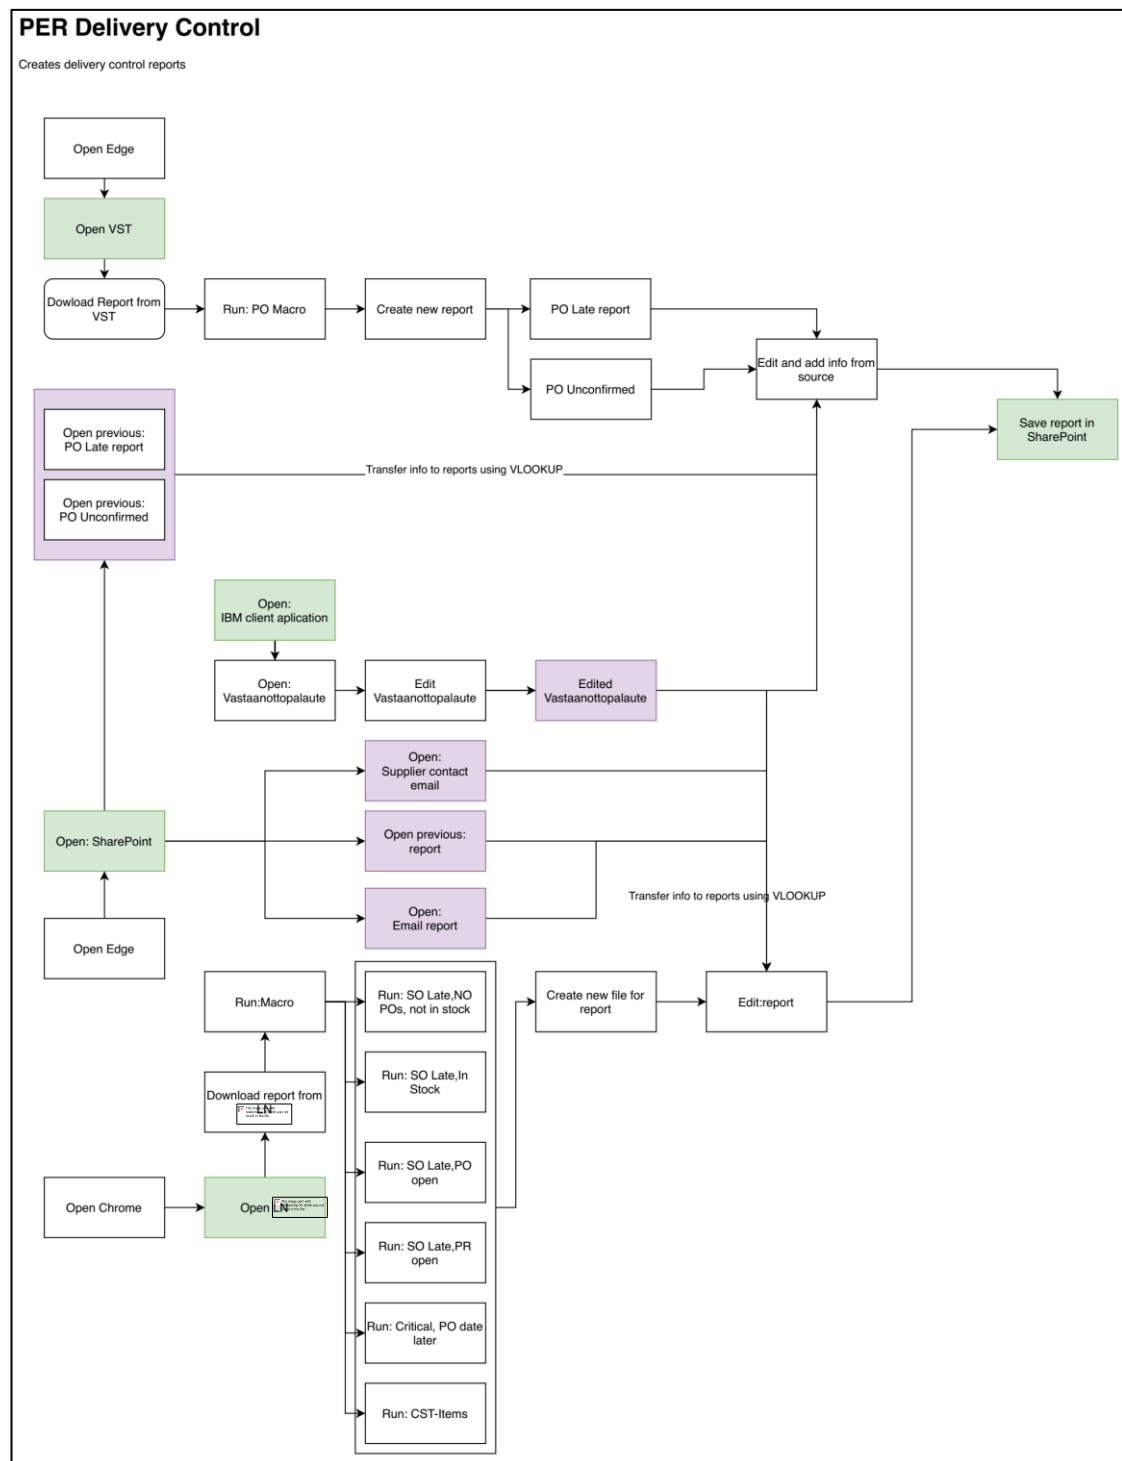 PER Delivery Control
Creates delivery control reports
Open Edge
Open VST
Dowload Report from
VST
Run: PO Macro
Create new report
PO Late report
PO Unconfirmed
Edit and add info from
source
Save report in
SharePoint
Open previous:
PO Late report
Open previous:
PO Unconfirmed
Transfer info to reports using VLOOKUP
Open:
IBM client aplication
Open:
Vastaanottopalaute
Edit
Vastaanottopalaute
Edited
Vastaanottopalaute
Open:
Supplier contact
email
Open: SharePoint
Open previous:
report
Open:
Email report
Transfer info to reports using VLOOKUP
Open Edge
Run:Macro
Run: SO Late,NO
POs, not in stock
Create new file for
report
Edit:report
Download report from
LN
Run: SO Late,In
Stock
Run: SO Late,PO
open
Open Chrome
Open LN
Run: SO Late,PR
open
Run: Critical, PO date
later
Run: CST-Items